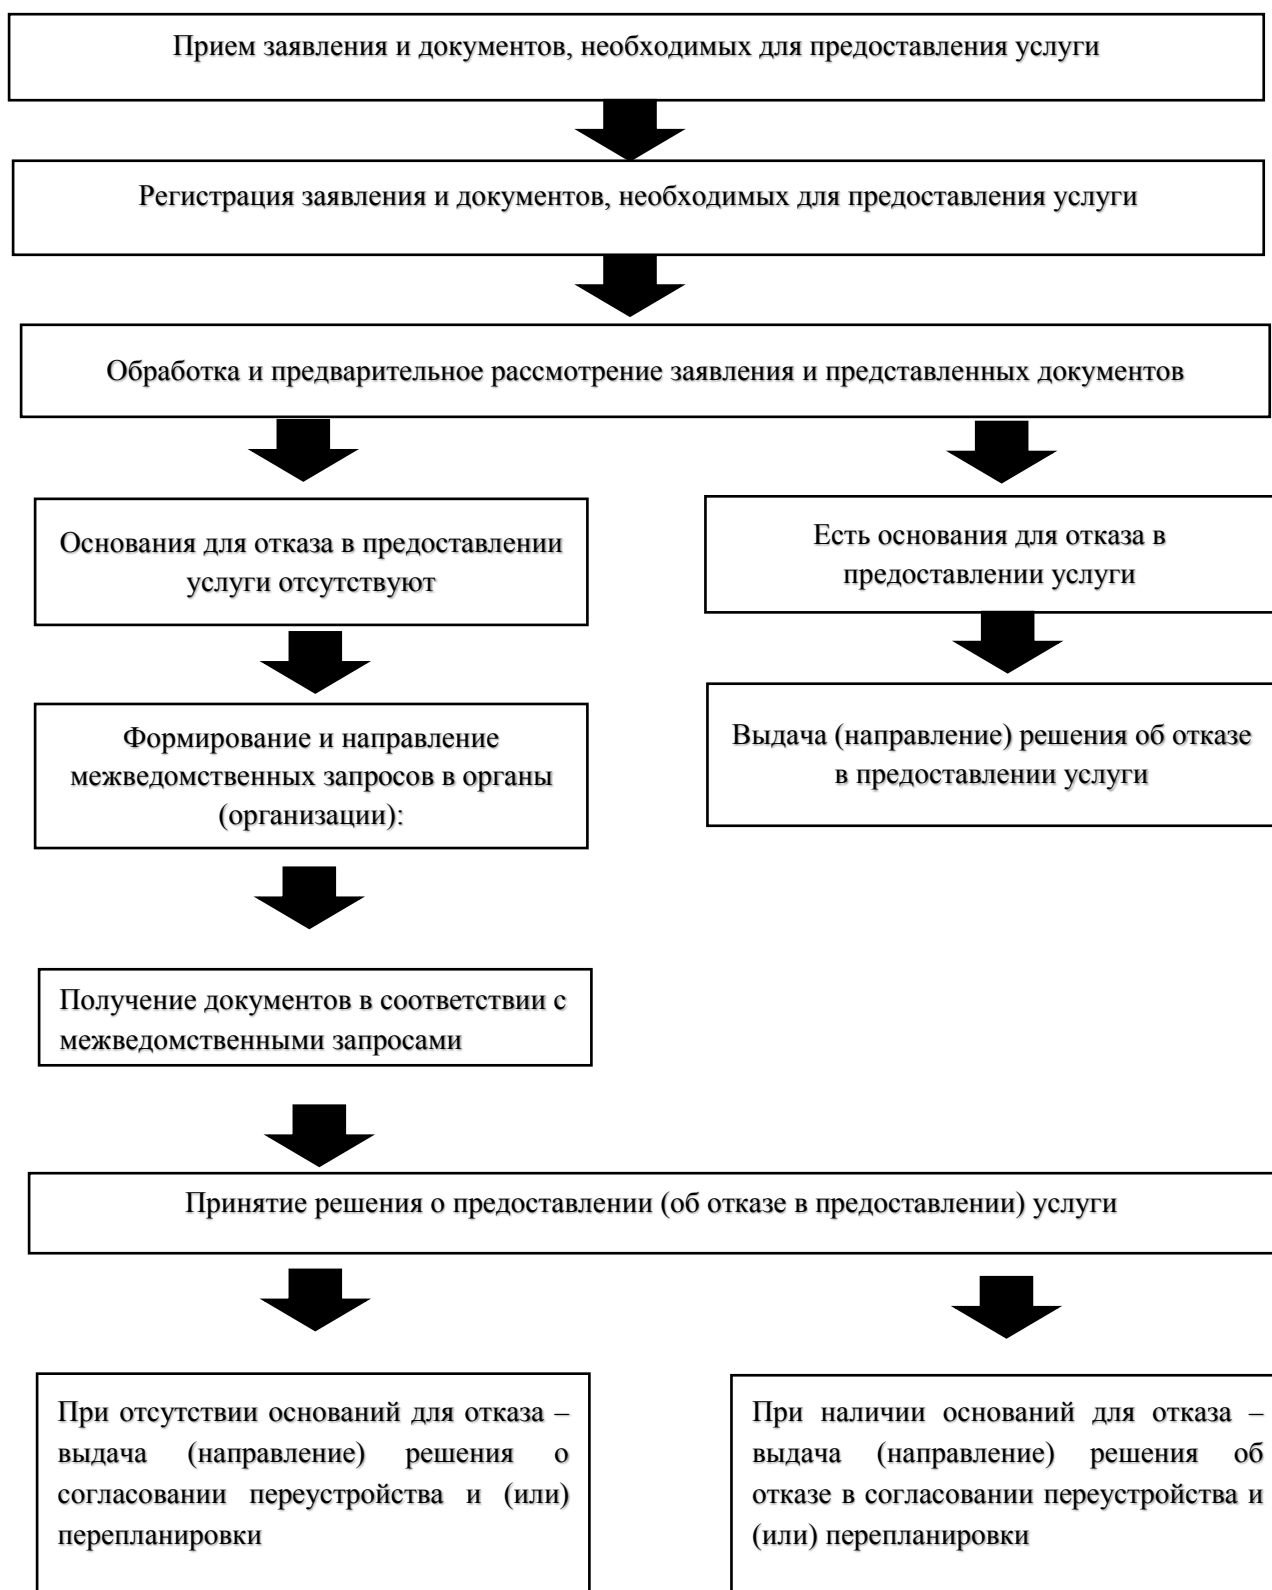 Прием заявления и документов, необходимых для предоставления услуги
Регистрация заявления и документов, необходимых для предоставления услуги
Обработка и предварительное рассмотрение заявления и представленных документов
Основания для отказа в предоставлении
услуги отсутствуют
Есть основания для отказа в
предоставлении услуги
Формирование и направление
межведомственных запросов в органы
(организации):
Выдача (направление) решения об отказе
в предоставлении услуги
Получение документов в соответствии с
межведомственными запросами
Принятие решения о предоставлении (об отказе в предоставлении) услуги
При отсутствии оснований для отказа –
выдача (направление) решения о
согласовании переустройства и (или)
перепланировки
При наличии оснований для отказа –
выдача (направление) решения об
отказе в согласовании переустройства и
(или) перепланировки